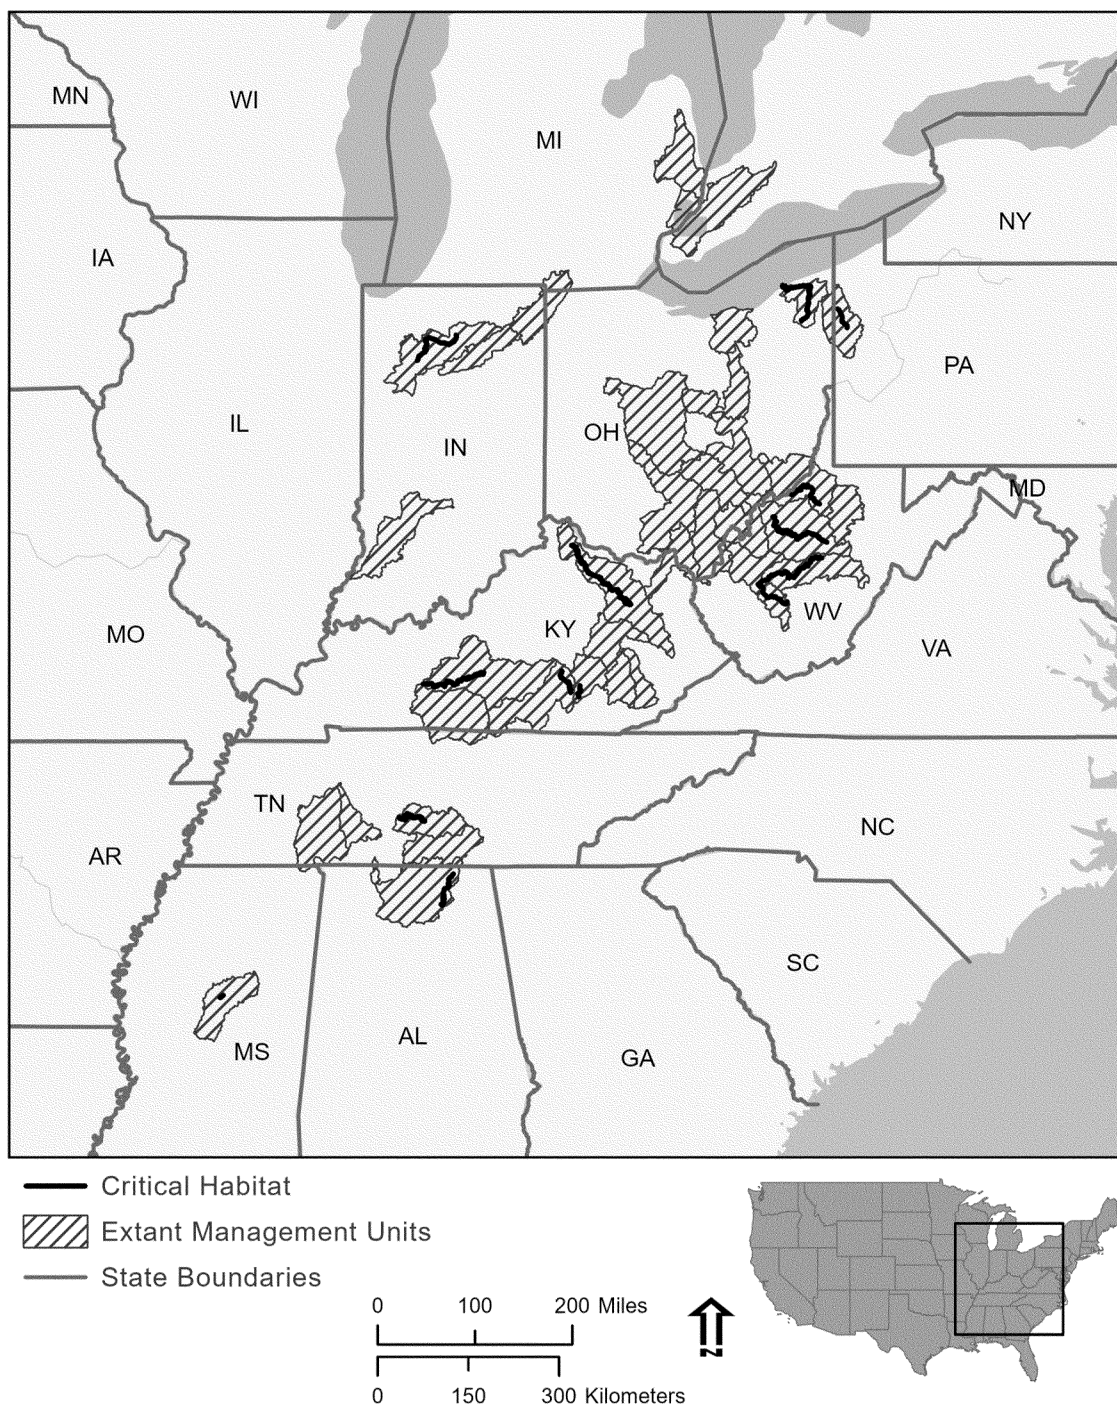 MN
WI
MI
NY
IA
PA
IL
OH
IN
MD
WV
KY
MO
VA
TN
NC
AR
SC
AL
MS
GA
Critical Habitat
Extant Management Units
State Boundaries
0 100 200 Miles
0 150 300 Kilometers
N